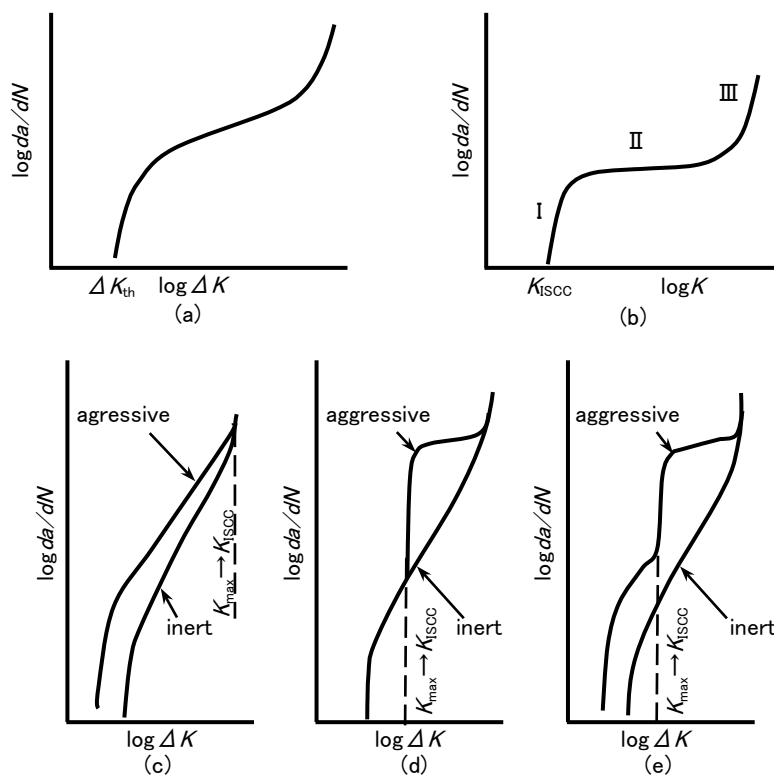 log da/dN
ΔKth
log ΔK
(a)
log da/dN
Ⅰ
Ⅱ
Ⅲ
KISCC
log K
(b)
log da/dN
agressive
inert
Kmax→KISCC
log ΔK
(c)
log da/dN
aggressive
inert
Kmax→KISCC
log ΔK
(d)
log da/dN
aggressive
inert
Kmax→KISCC
log ΔK
(e)